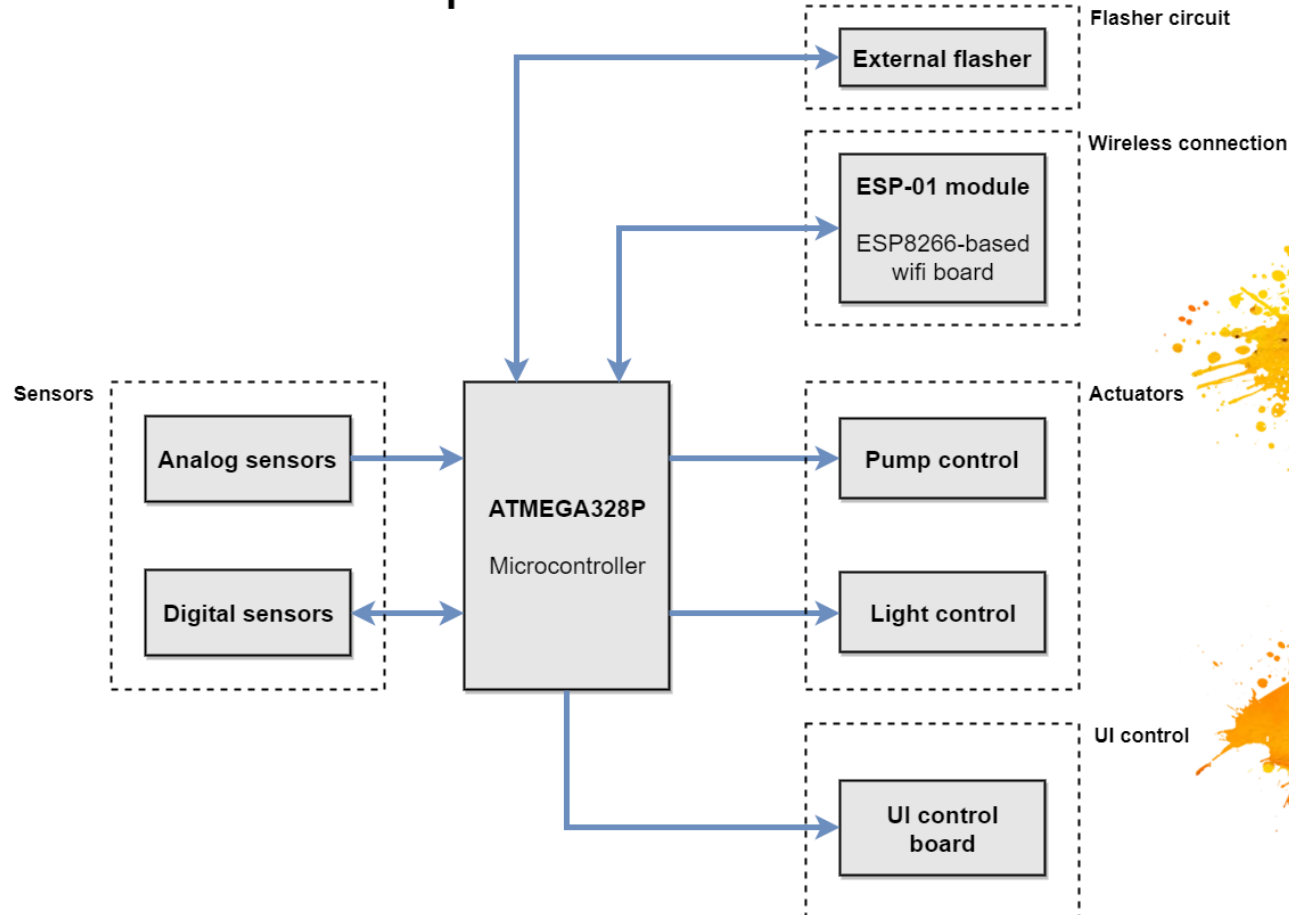 Flasher circuit
External flasher
Wireless connection
ESP-01 module
ESP8266-based
wifi board
Sensors
Analog sensors
Digital sensors
ATMEGA328P
Microcontroller
Actuators
Pump control
Light control
UI control
UI control
board